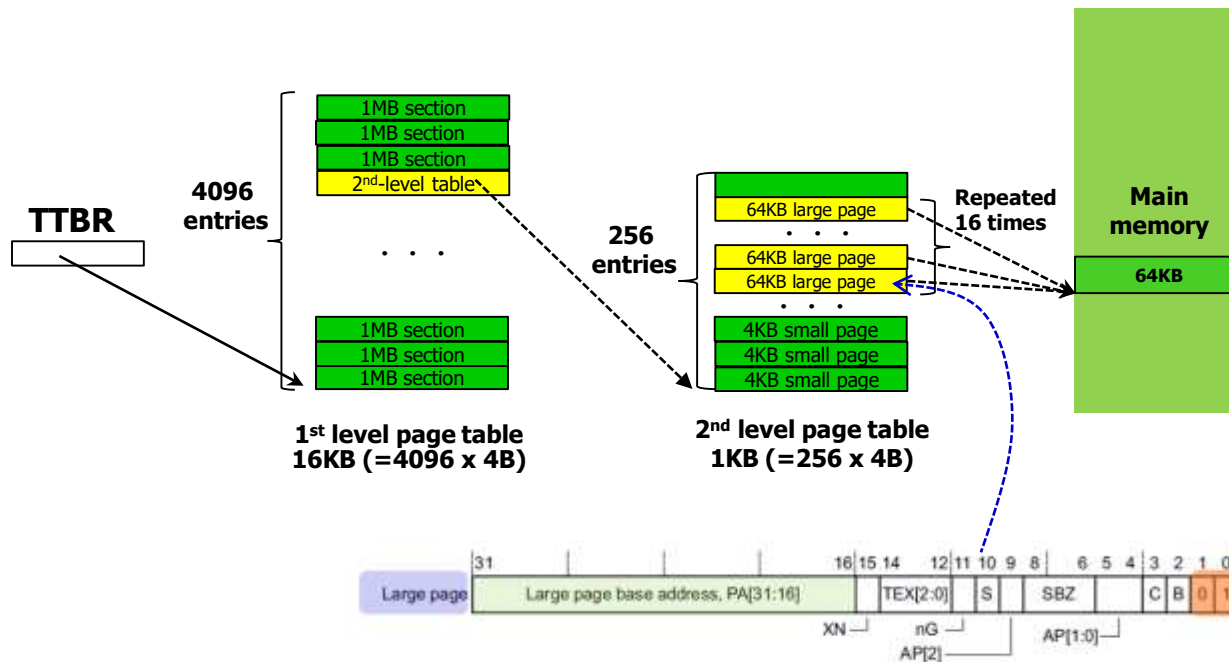 TTBR
4096
entries
1MB section
1MB section
1MB section
2nd-level table
. . .
1MB section
1MB section
1MB section
1st level page table
16KB (=4096 x 4B)
256
entries
64KB large page
. . .
64KB large page
64KB large page
. . .
4KB small page
4KB small page
4KB small page
2nd level page table
1KB (=256 x 4B)
Repeated
16 times
Main
memory
64KB
31 16 15 14 12 11 10 9 8 6 5 4 3 2 1 0
Large page Large page base address, PA[31:16] TEX[2:0] S SBZ C B 0 1
XN nG AP[1:0]
AP[2]